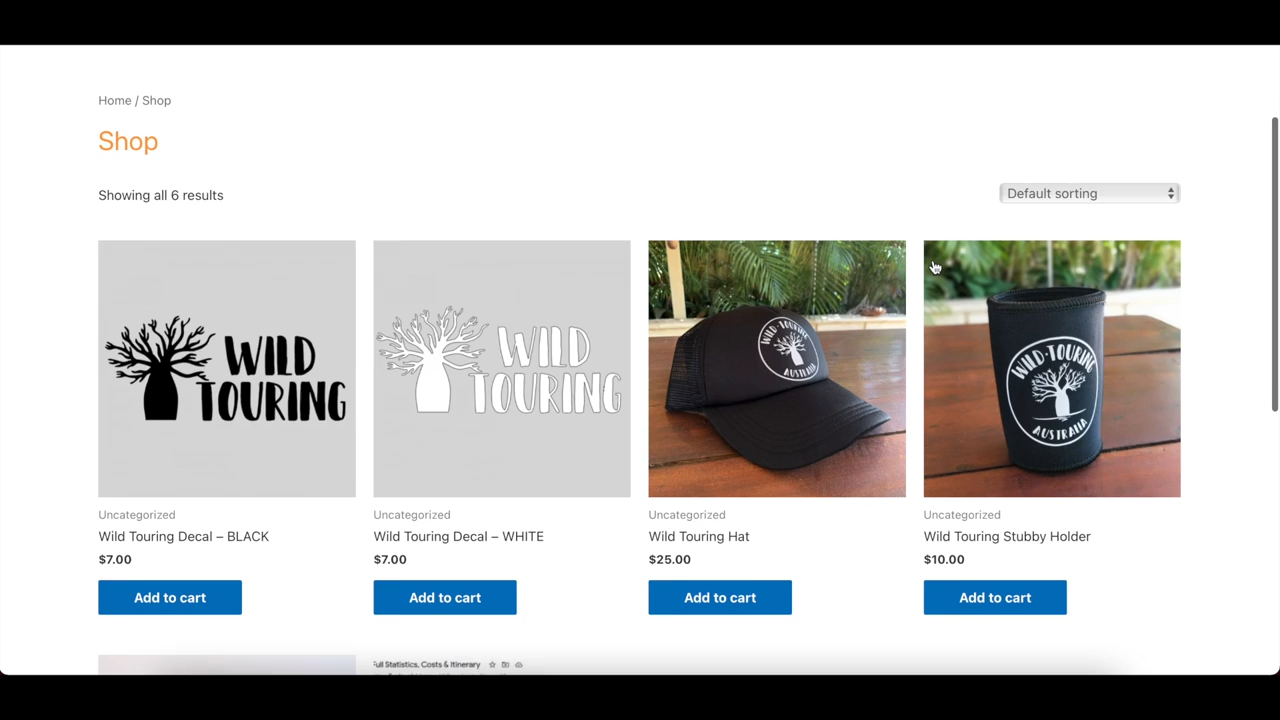 Home / Shop
Shop
Showing all 6 results
Default sorting
WILD
TOURING
WILD
TOURING
WILD·TOURING
AUSTRALIA
WILD·TOURING
AUSTRALIA
Uncategorized
Uncategorized
Uncategorized
Uncategorized
Wild Touring Decal – BLACK
Wild Touring Decal – WHITE
Wild Touring Hat
Wild Touring Stubby Holder
$7.00
$7.00
$25.00
$10.00
Add to cart
Add to cart
Add to cart
Add to cart
Full Statistics, Costs & Itinerary